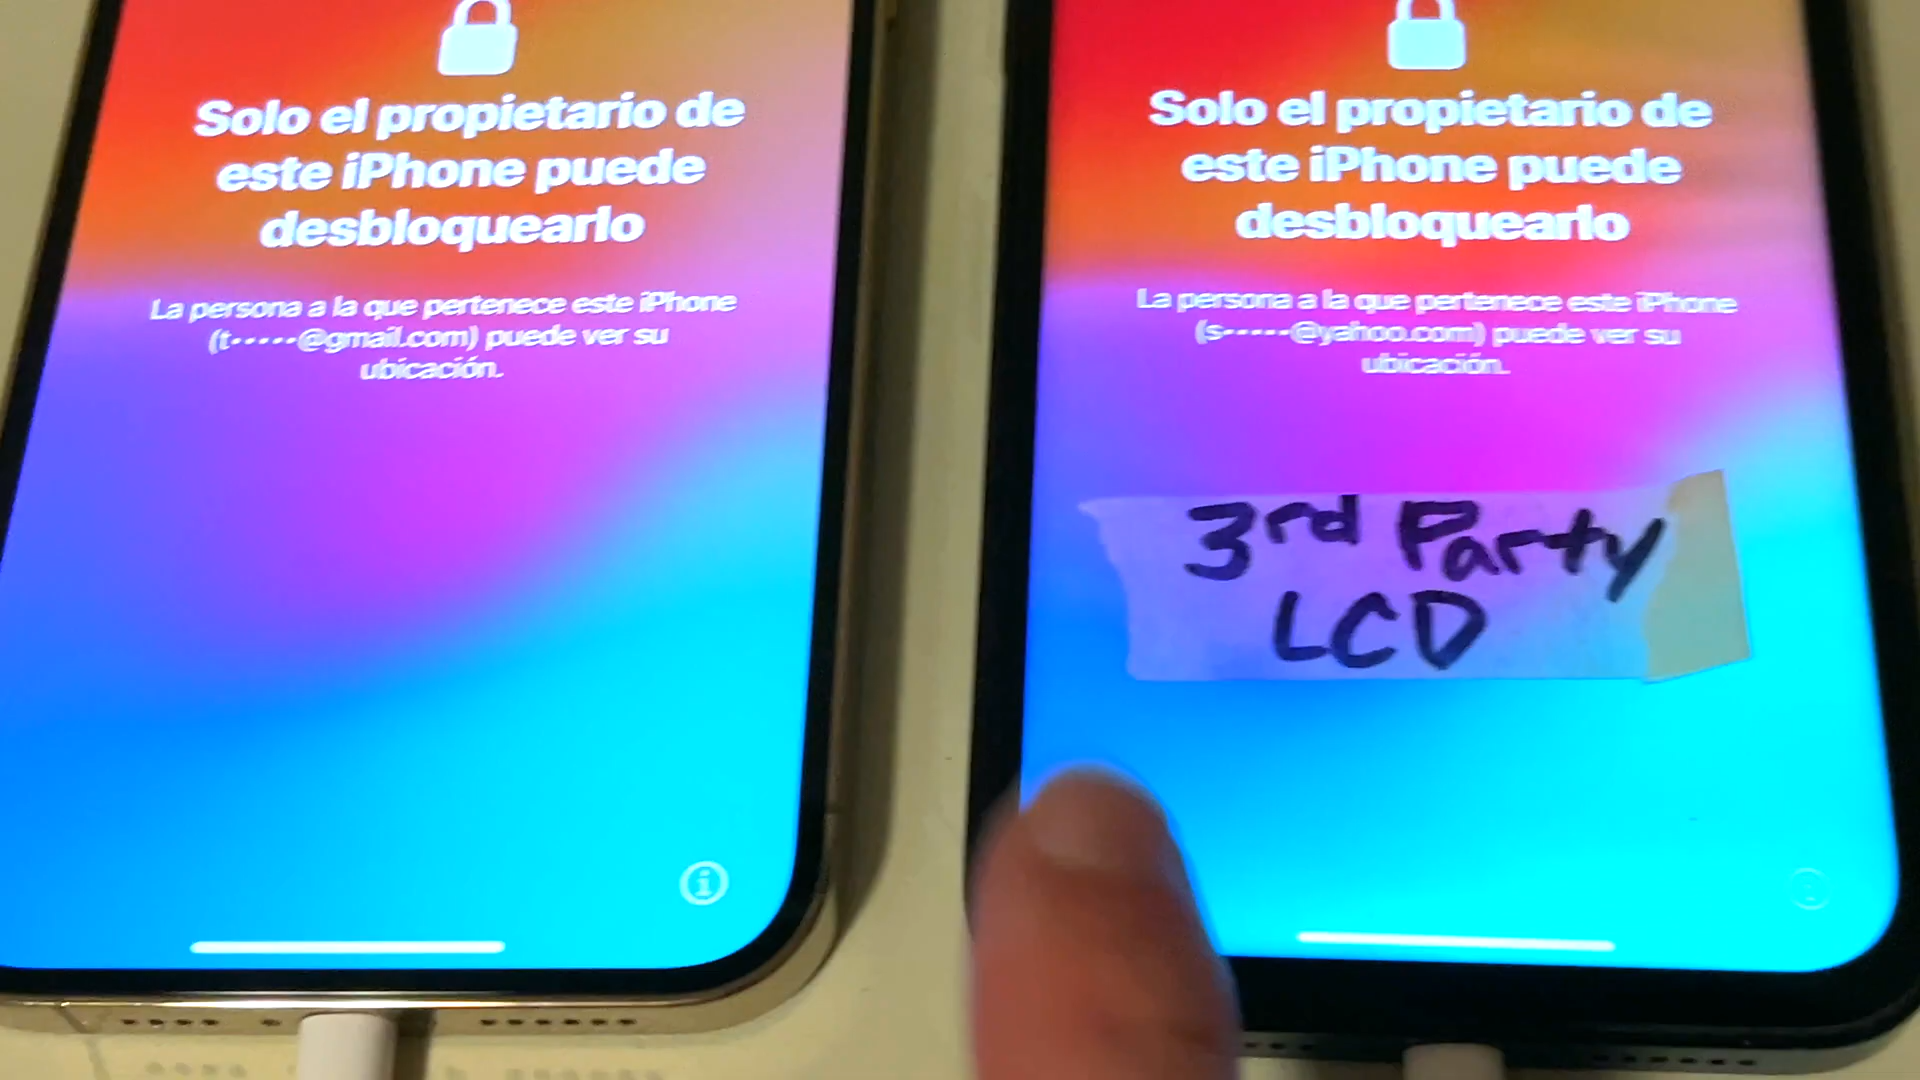 Solo el propietario de
este iPhone puede
desbloquearlo
La persona a la que pertenece este iPhone
(t•••••@gmail.com) puede ver su
ubicación.
Solo el propietario de
este iPhone puede
desbloquearlo
La persona a la que pertenece este iPhone
(s•••••@yahoo.com) puede ver su
ubicación.
3rd Party
LCD